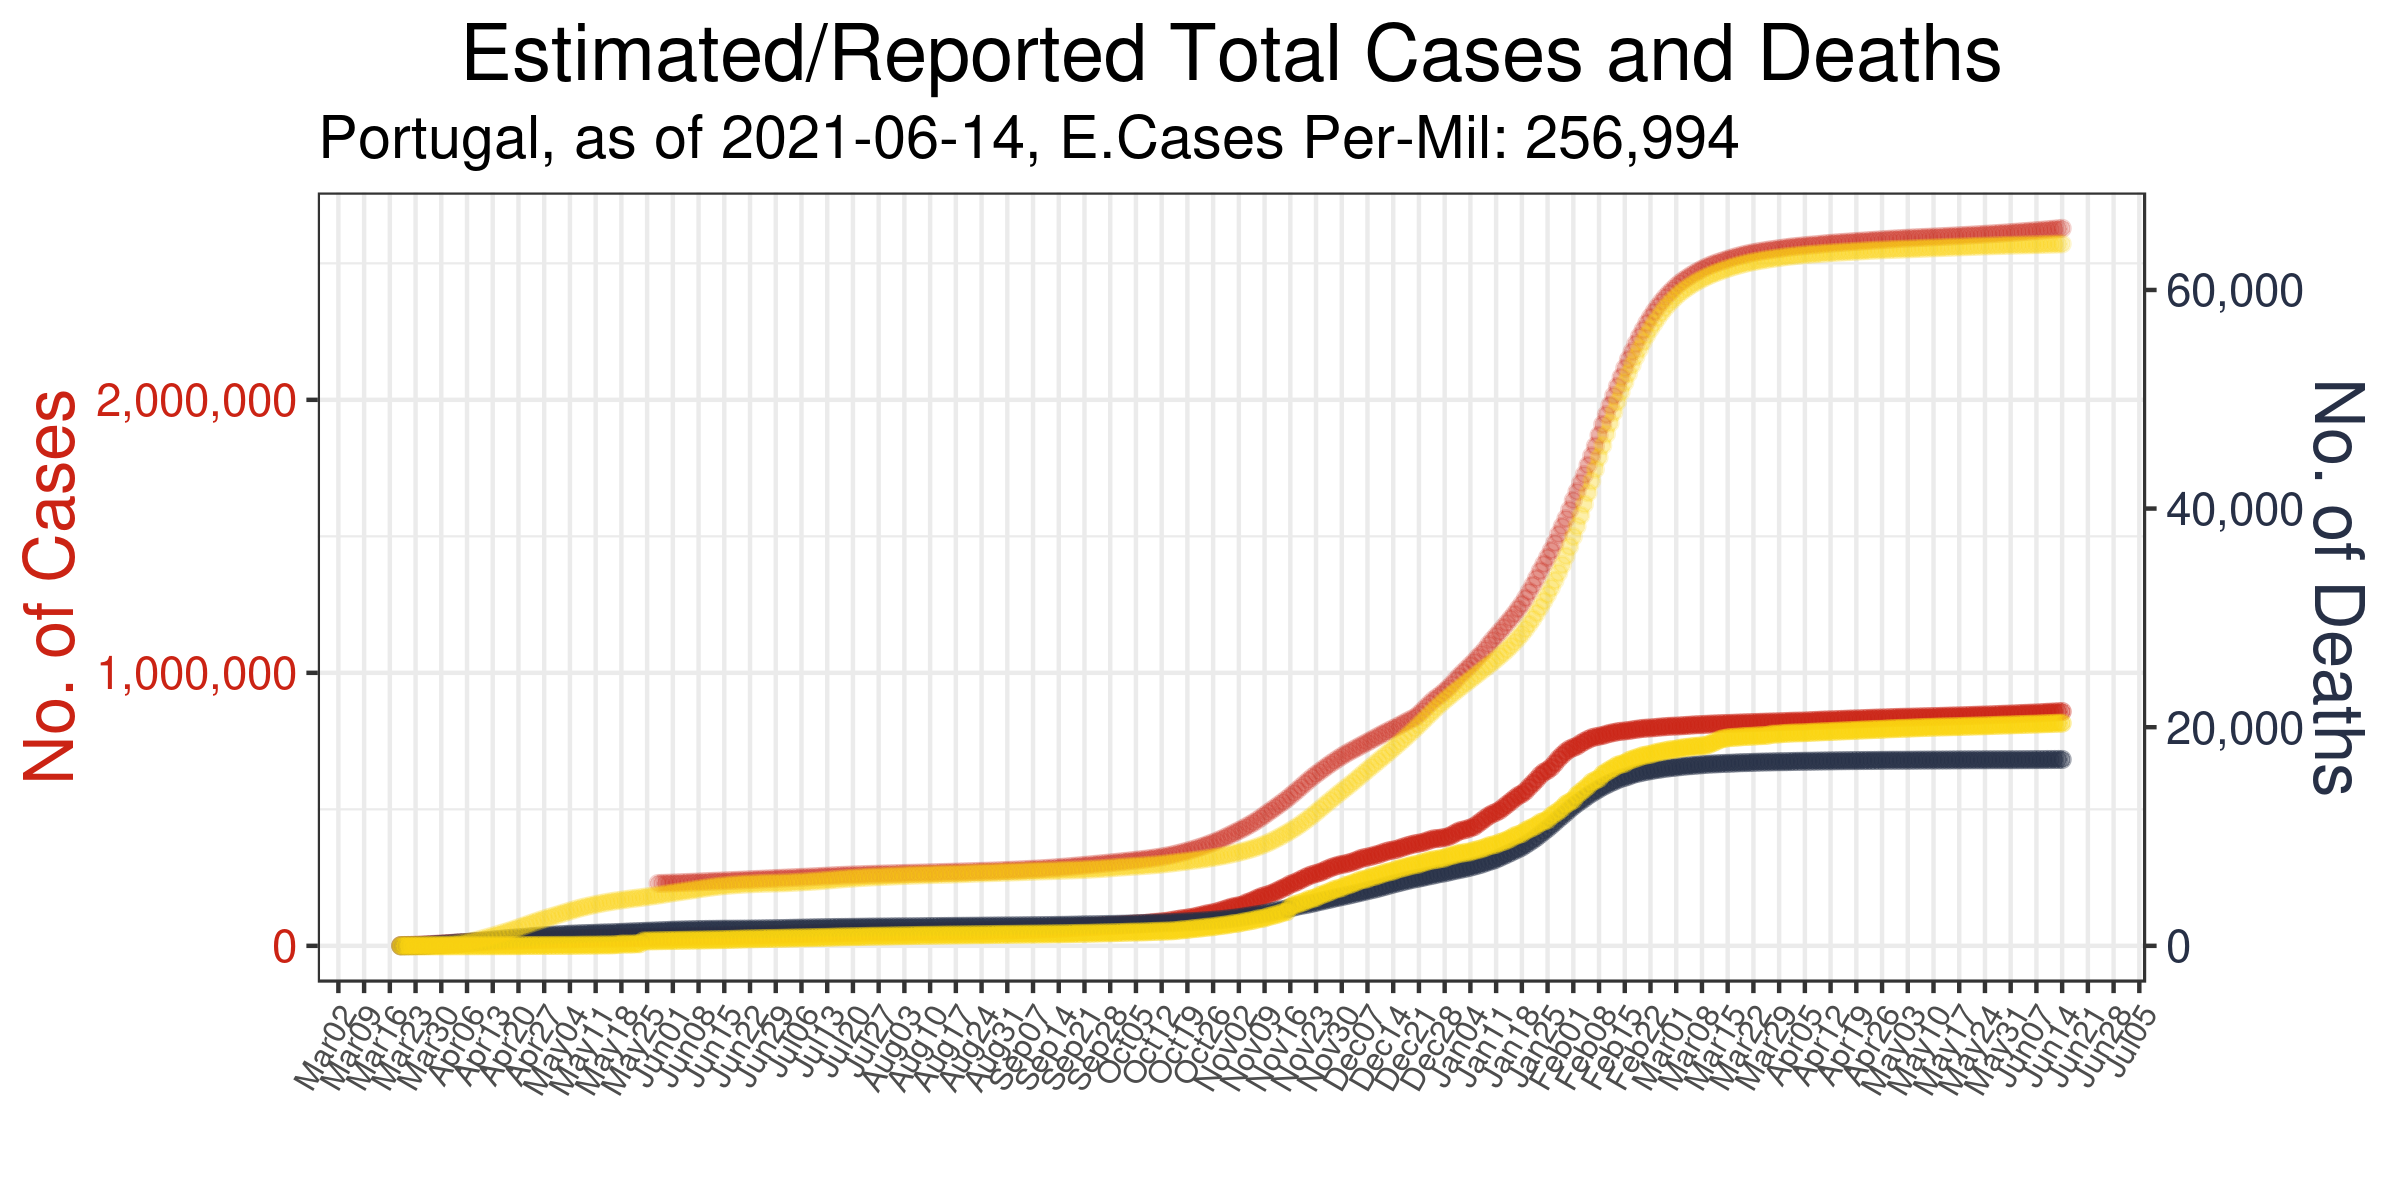 Estimated/Reported Total Cases and Deaths
Portugal, as of 2021-06-14, E.Cases Per-Mil: 256,994
No. of Cases
2,000,000
1,000,000
0
60,000
40,000
20,000
0
No. of Deaths
Mar02
Mar09
Mar16
Mar23
Mar30
Apr06
Apr13
Apr20
Apr27
May04
May11
May18
May25
Jun01
Jun08
Jun15
Jun22
Jun29
Jul06
Jul13
Jul20
Jul27
Aug03
Aug10
Aug17
Aug24
Aug31
Sep07
Sep14
Sep21
Sep28
Oct05
Oct12
Oct19
Oct26
Nov02
Nov09
Nov16
Nov23
Nov30
Dec07
Dec14
Dec21
Dec28
Jan04
Jan11
Jan18
Jan25
Feb01
Feb08
Feb15
Feb22
Mar01
Mar08
Mar15
Mar22
Mar29
Apr05
Apr12
Apr19
Apr26
May03
May10
May17
May24
May31
Jun07
Jun14
Jun21
Jun28
Jul05